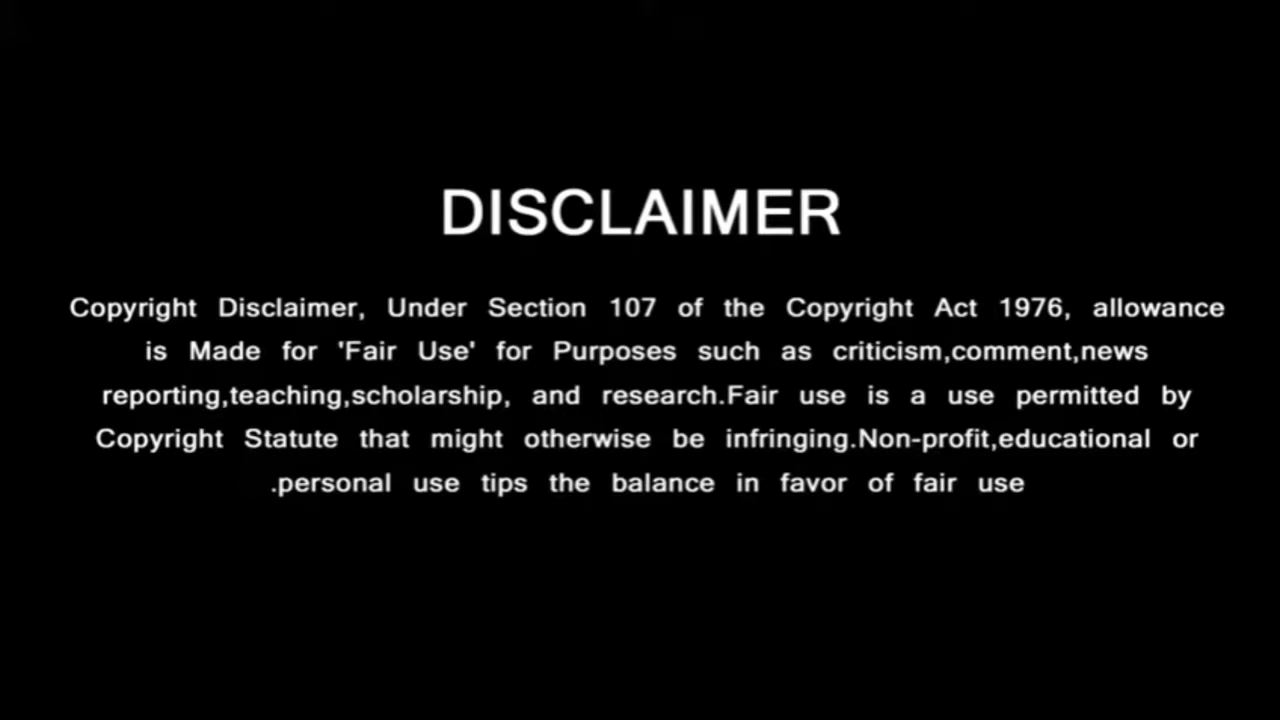 DISCLAIMER
Copyright Disclaimer, Under Section 107 of the Copyright Act 1976, allowance
is Made for 'Fair Use' for Purposes such as criticism,comment,news
reporting,teaching,scholarship, and research.Fair use is a use permitted by
Copyright Statute that might otherwise be infringing.Non-profit,educational or
.personal use tips the balance in favor of fair use